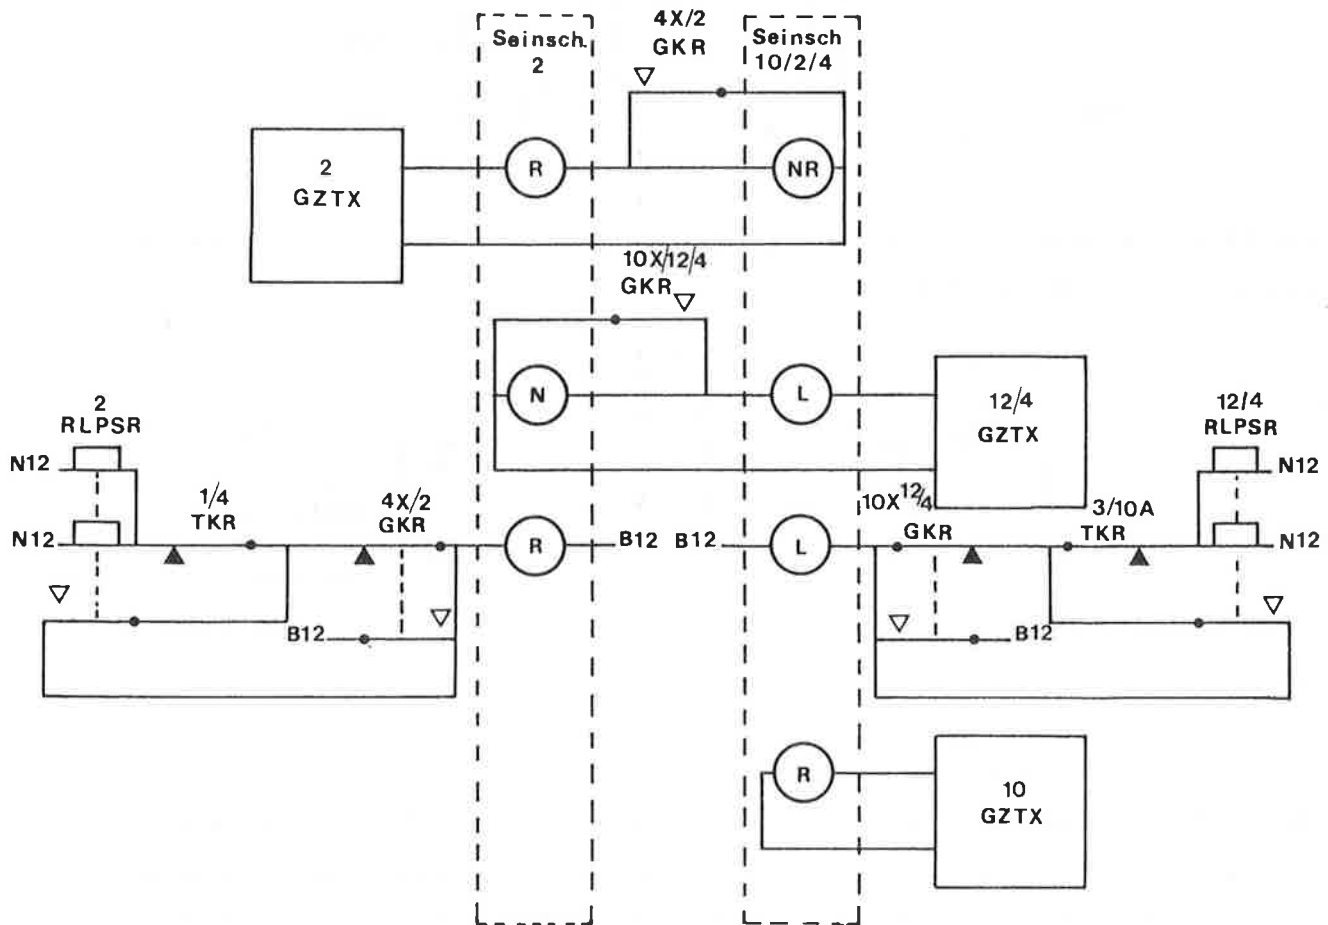 Seinsch.
2
4X/2
GKR
Seinsch
10/2/4
2
GZTX
R
NR
10X/12/4
GKR
N
L
12/4
GZTX
2
RLPSR
N12
N12
1/4
TKR
4X/2
GKR
R
B12
B12
L
10X12/4
GKR
3/10A
TKR
12/4
RLPSR
N12
N12
B12
B12
R
10
GZTX